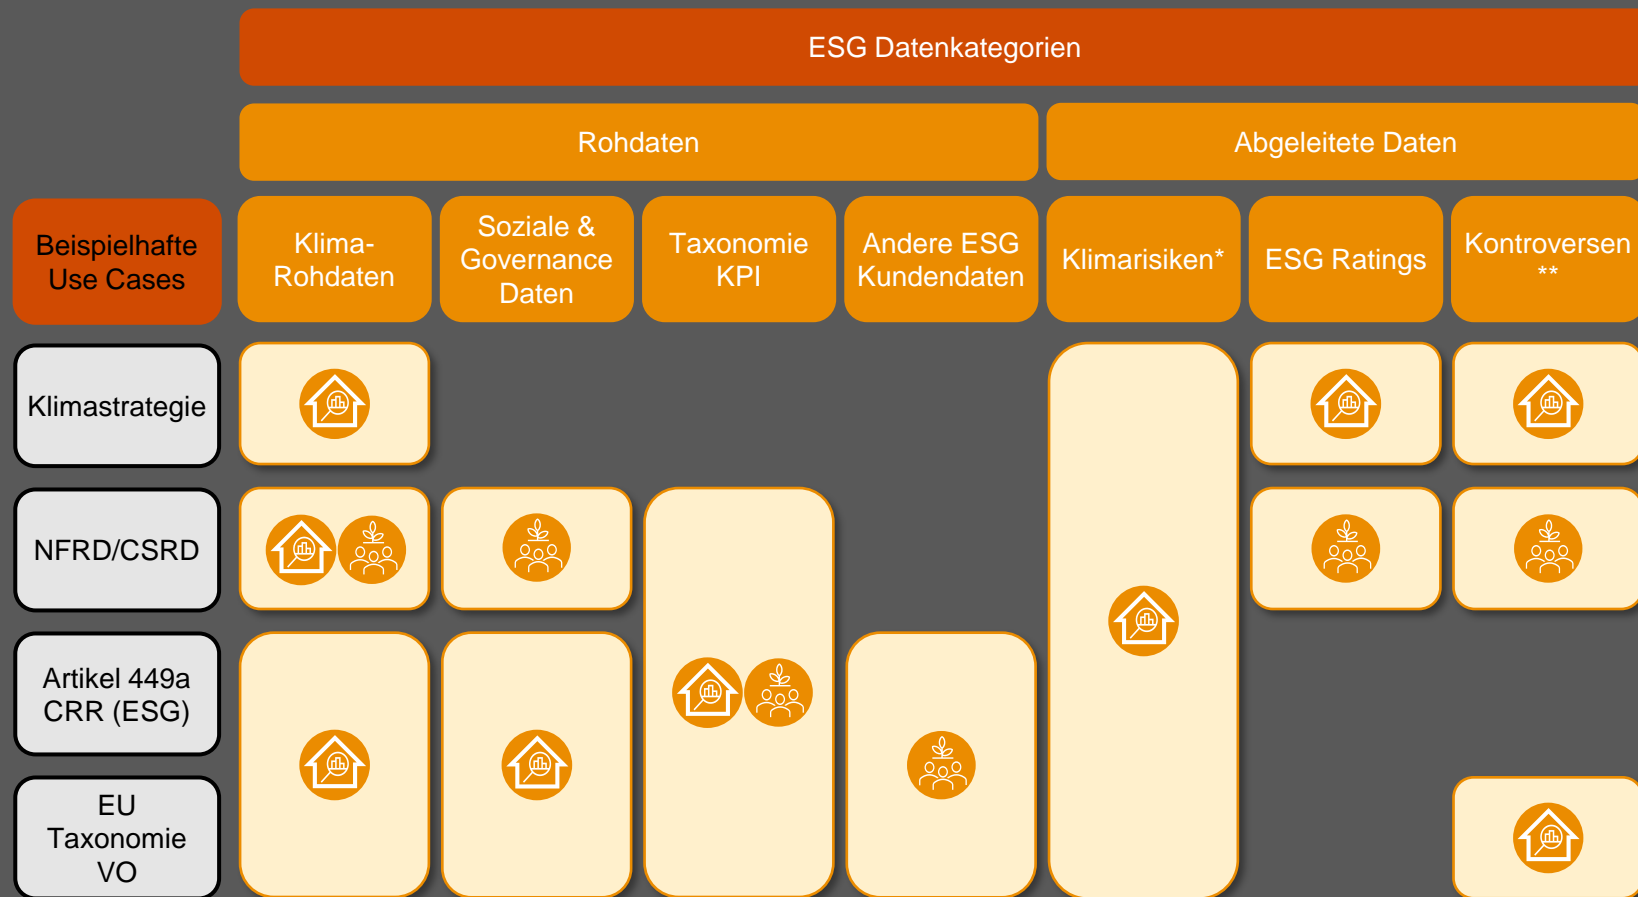 ESG Datenkategorien
Rohdaten
Abgeleitete Daten
Beispielhafte
Use Cases
Klima-
Rohdaten
Soziale &
Governance
Daten
Taxonomie
KPI
Andere ESG
Kundendaten
Klimarisiken*
ESG Ratings
Kontroversen
**
Klimastrategie
NFRD/CSRD
Artikel 449a
CRR (ESG)
EU
Taxonomie
VO